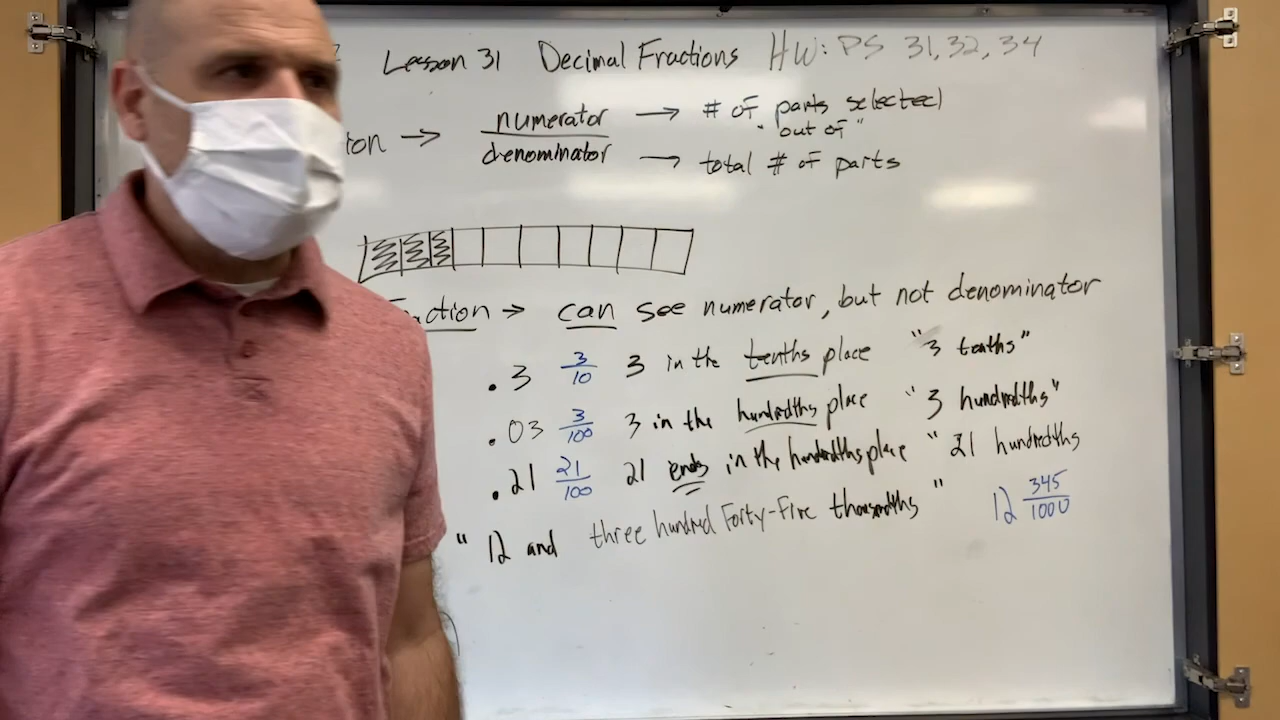 Lesson 31 Decimal Fractions HW: PS 31, 32, 34
numerator → # of parts selected
ion → "out of"
denominator → total # of parts
action → can see numerator, but not denominator
.3 3/10 3 in the tenths place "3 tenths"
.03 3/100 3 in the hundredths place "3 hundredths"
.21 21/100 21 ends in the hundredths place "21 hundredths
"12 and three hundred forty-five thousandths" 12 345/1000